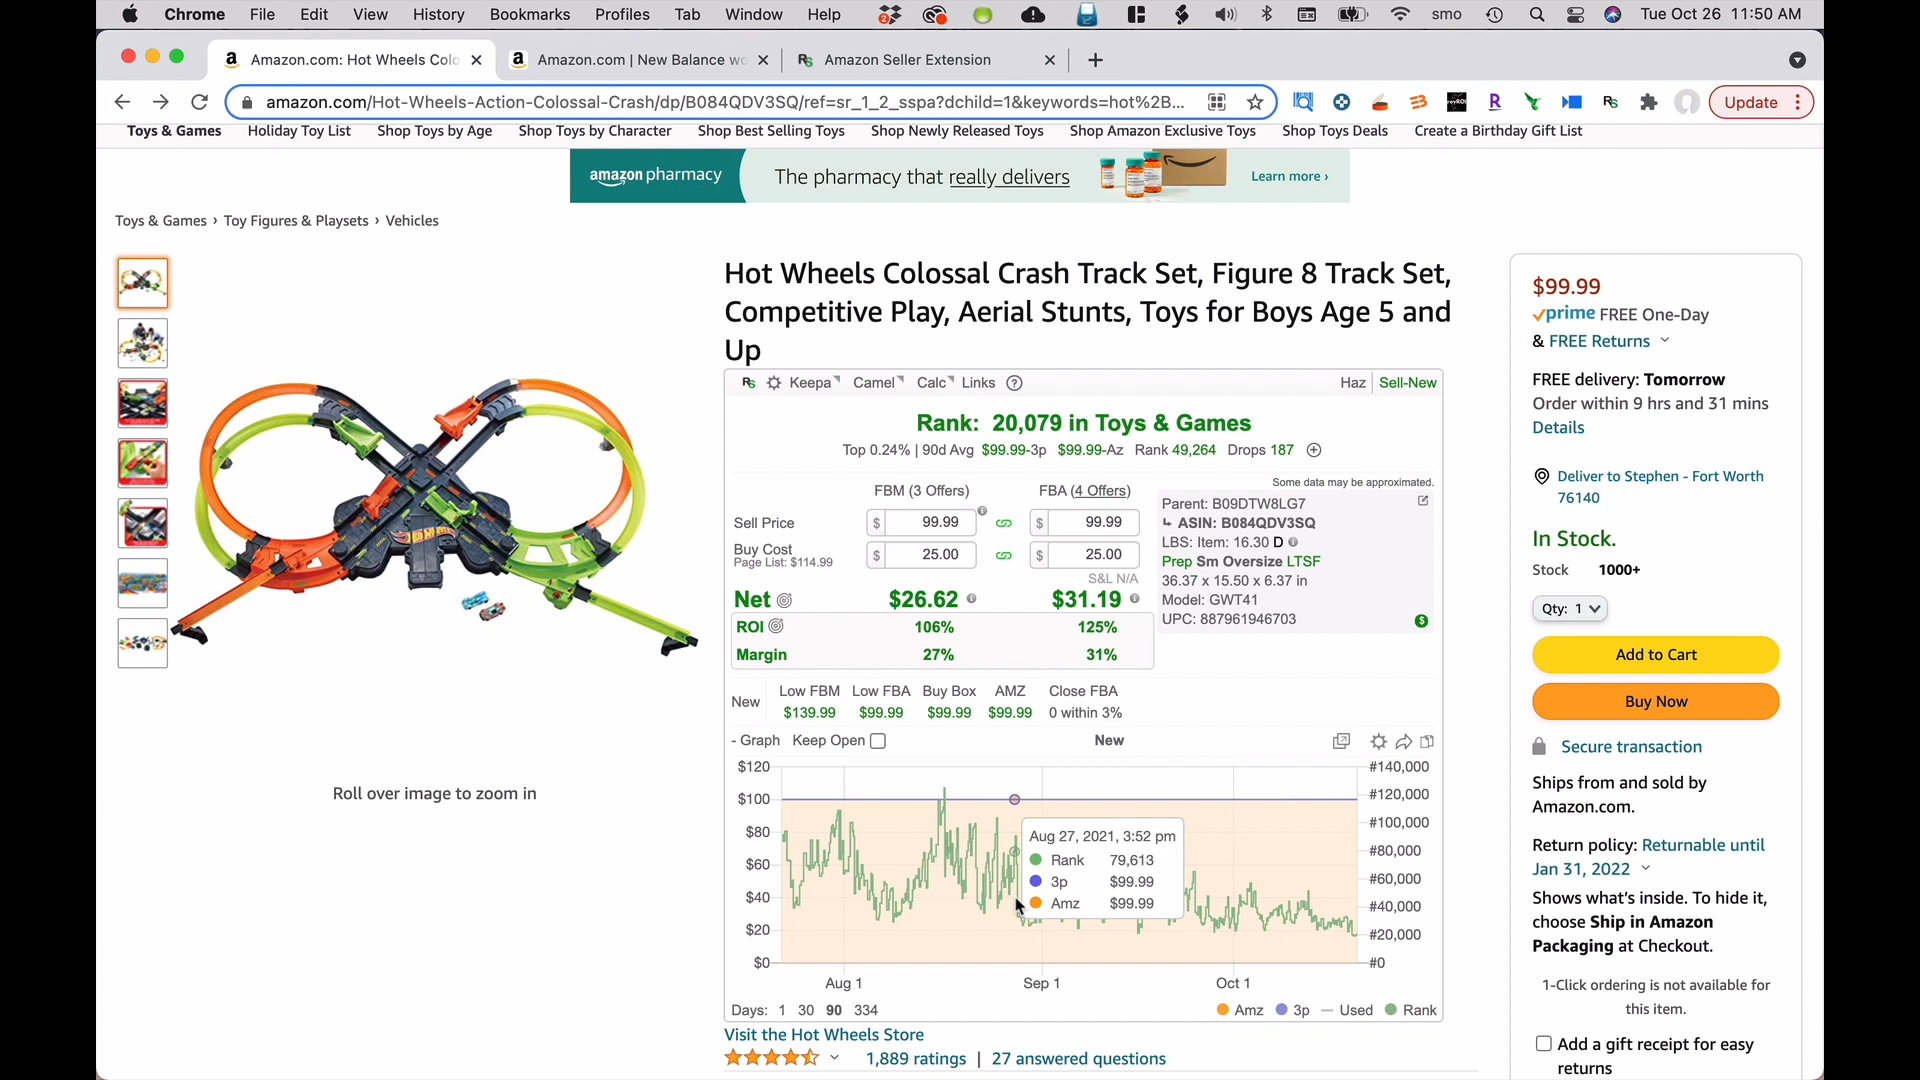 Chrome File Edit View History Bookmarks Profiles Tab Window Help 2 smo Tue Oct 26 11:50 AM
Amazon.com: Hot Wheels Colo
Amazon.com | New Balance wo
Amazon Seller Extension
amazon.com/Hot-Wheels-Action-Colossal-Crash/dp/B084QDV3SQ/ref=sr_1_2_sspa?dchild=1&keywords=hot%2B...
Update
Toys & Games Holiday Toy List Shop Toys by Age Shop Toys by Character Shop Best Selling Toys Shop Newly Released Toys Shop Amazon Exclusive Toys Shop Toys Deals Create a Birthday Gift List
amazon pharmacy The pharmacy that really delivers Learn more ›
Toys & Games › Toy Figures & Playsets › Vehicles
Hot Wheels Colossal Crash Track Set, Figure 8 Track Set,
Competitive Play, Aerial Stunts, Toys for Boys Age 5 and
Up
Rs Keepa Camel Calc Links ? Haz Sell-New
Rank: 20,079 in Toys & Games
Top 0.24% | 90d Avg $99.99-3p $99.99-Az Rank 49,264 Drops 187
Some data may be approximated.
FBM (3 Offers) FBA (4 Offers)
Sell Price $ 99.99 $ 99.99
Buy Cost $ 25.00 $ 25.00
Page List: $114.99
S&L N/A
Net $26.62 $31.19
ROI 106% 125%
Margin 27% 31%
Parent: B09DTW8LG7
ASIN: B084QDV3SQ
LBS: Item: 16.30 D
Prep Sm Oversize LTSF
36.37 x 15.50 x 6.37 in
Model: GWT41
UPC: 887961946703
$
Low FBM Low FBA Buy Box AMZ Close FBA
New $139.99 $99.99 $99.99 $99.99 0 within 3%
- Graph Keep Open New
$120 #140,000
$100 #120,000
$80 #100,000
$60 #80,000
$40 #60,000
$20 #40,000
$0 #20,000
#0
Aug 27, 2021, 3:52 pm
Rank 79,613
3p $99.99
Amz $99.99
Aug 1 Sep 1 Oct 1
Days: 1 30 90 334 Amz 3p Used Rank
Visit the Hot Wheels Store
1,889 ratings | 27 answered questions
Roll over image to zoom in
$99.99
prime FREE One-Day
& FREE Returns
FREE delivery: Tomorrow
Order within 9 hrs and 31 mins
Details
Deliver to Stephen - Fort Worth
76140
In Stock.
Stock 1000+
Qty: 1
Add to Cart
Buy Now
Secure transaction
Ships from and sold by
Amazon.com.
Return policy: Returnable until
Jan 31, 2022
Shows what's inside. To hide it,
choose Ship in Amazon
Packaging at Checkout.
1-Click ordering is not available for
this item.
Add a gift receipt for easy
returns